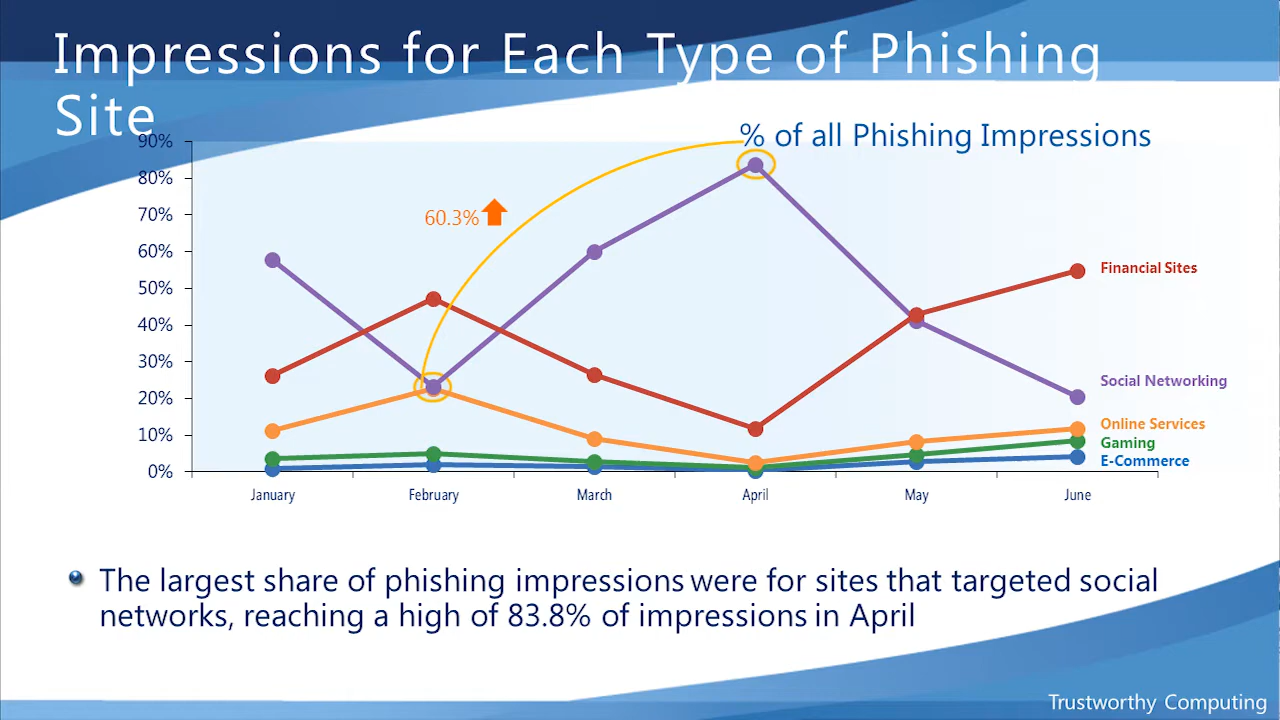 Impressions for Each Type of Phishing
Site
% of all Phishing Impressions
90%
80%
70%
60%
50%
40%
30%
20%
10%
0%
60.3%
January February March April May June
Financial Sites
Social Networking
Online Services
Gaming
E-Commerce
The largest share of phishing impressions were for sites that targeted social
networks, reaching a high of 83.8% of impressions in April
Trustworthy Computing